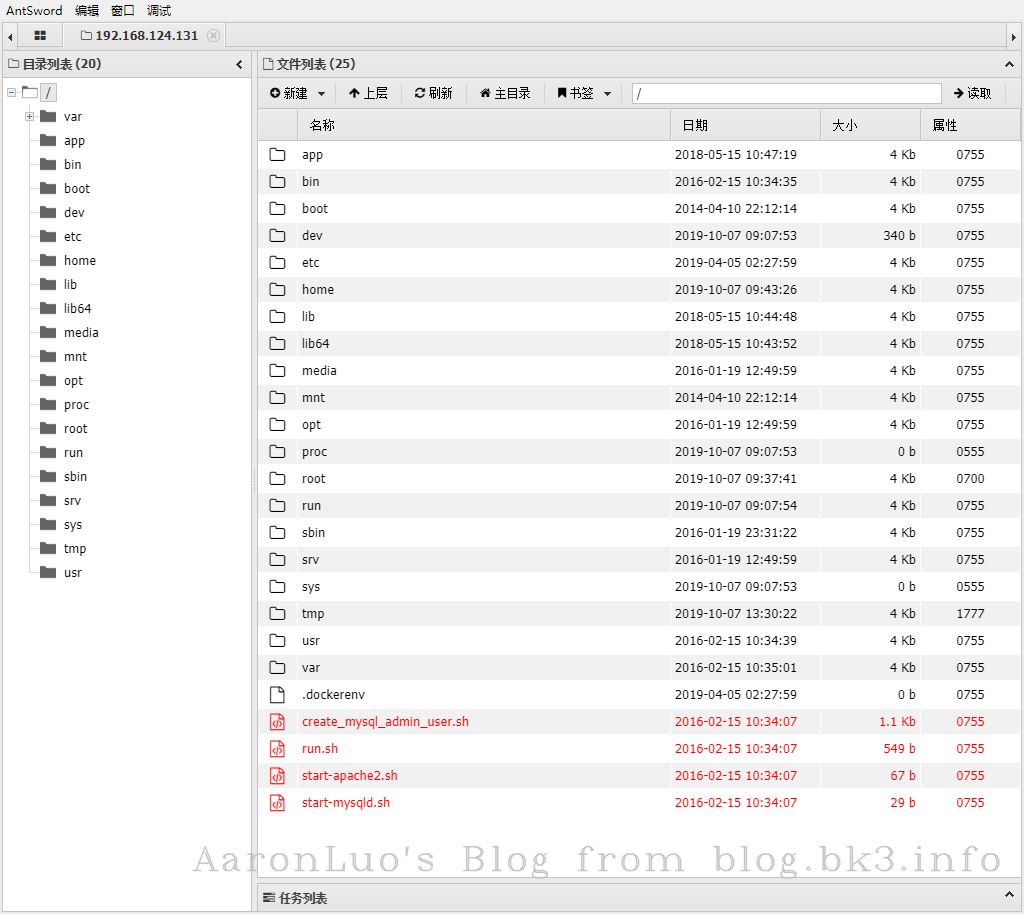 AntSword 编辑 窗口 调试
192.168.124.131
目录列表 (20)
/
var
app
bin
boot
dev
etc
home
lib
lib64
media
mnt
opt
proc
root
run
sbin
srv
sys
tmp
usr
文件列表 (25)
新建 上层 刷新 主目录 书签 / 读取
名称 日期 大小 属性
app 2018-05-15 10:47:19 4 Kb 0755
bin 2016-02-15 10:34:35 4 Kb 0755
boot 2014-04-10 22:12:14 4 Kb 0755
dev 2019-10-07 09:07:53 340 b 0755
etc 2019-04-05 02:27:59 4 Kb 0755
home 2019-10-07 09:43:26 4 Kb 0755
lib 2018-05-15 10:44:48 4 Kb 0755
lib64 2018-05-15 10:43:52 4 Kb 0755
media 2016-01-19 12:49:59 4 Kb 0755
mnt 2014-04-10 22:12:14 4 Kb 0755
opt 2016-01-19 12:49:59 4 Kb 0755
proc 2019-10-07 09:07:53 0 b 0555
root 2019-10-07 09:37:41 4 Kb 0700
run 2019-10-07 09:07:54 4 Kb 0755
sbin 2016-01-19 23:31:22 4 Kb 0755
srv 2016-01-19 12:49:59 4 Kb 0755
sys 2019-10-07 09:07:53 0 b 0555
tmp 2019-10-07 13:30:22 4 Kb 1777
usr 2016-02-15 10:34:39 4 Kb 0755
var 2016-02-15 10:35:01 4 Kb 0755
.dockerenv 2019-04-05 02:27:59 0 b 0755
create_mysql_admin_user.sh 2016-02-15 10:34:07 1.1 Kb 0755
run.sh 2016-02-15 10:34:07 549 b 0755
start-apache2.sh 2016-02-15 10:34:07 67 b 0755
start-mysqld.sh 2016-02-15 10:34:07 29 b 0755
AaronLuo's Blog from blog.bk3.info
任务列表